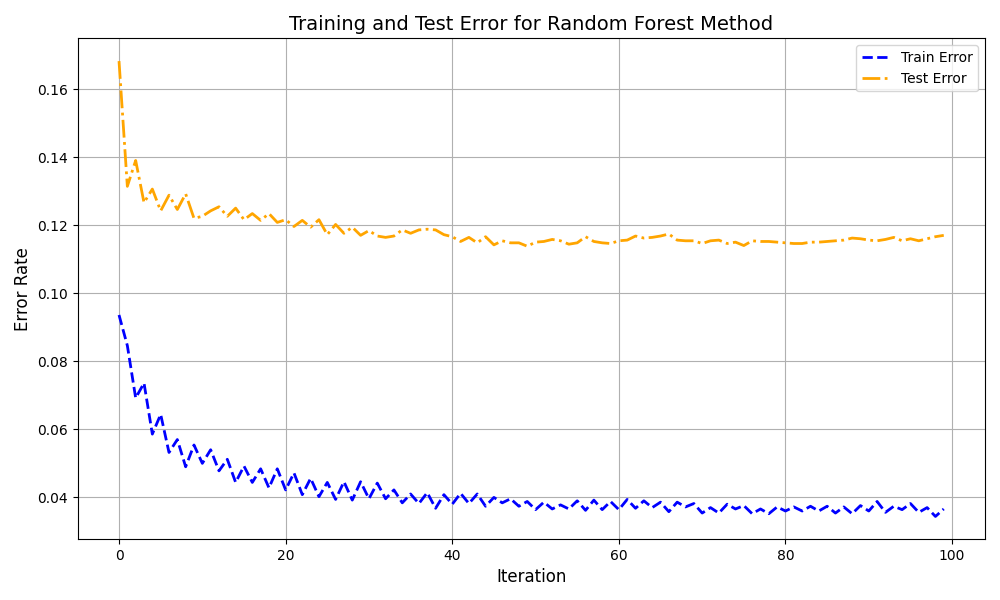 Training and Test Error for Random Forest Method
Train Error
Test Error
Error Rate
0.16
0.14
0.12
0.10
0.08
0.06
0.04
0 20 40 60 80 100
Iteration